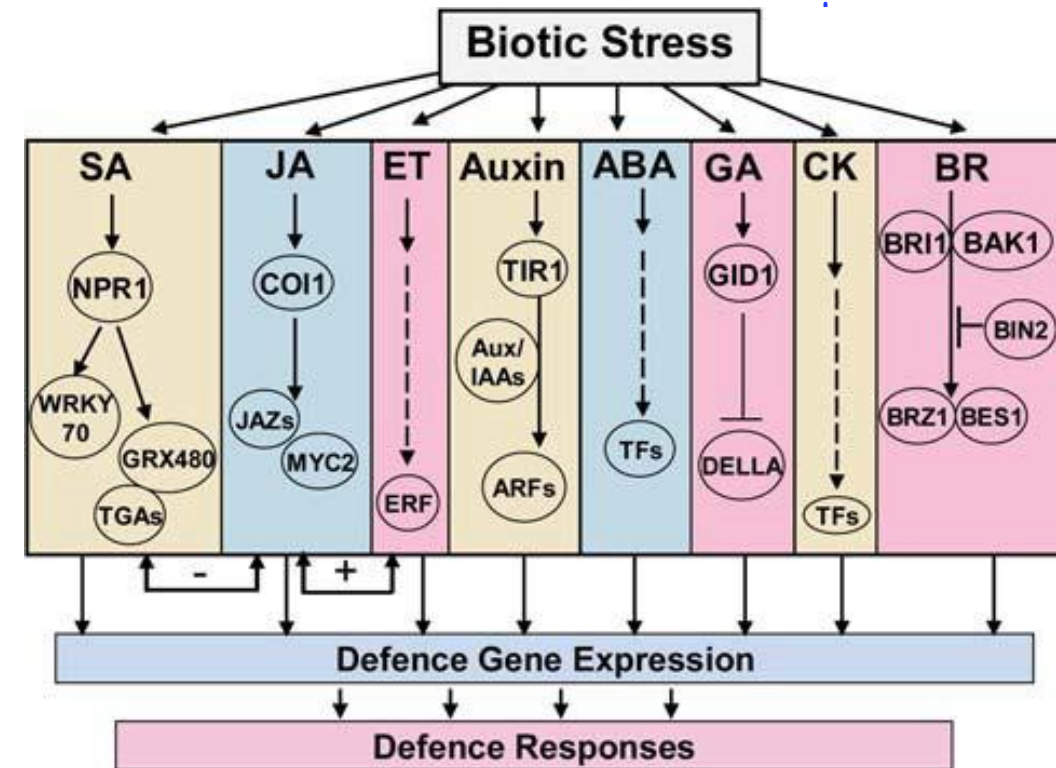 Biotic Stress
SA
JA
ET
Auxin
ABA
GA
CK
BR
NPR1
WRKY
70
GRX480
TGAs
COI1
JAZs
MYC2
ERF
TIR1
Aux/
IAAs
ARFs
TFs
GID1
DELLA
TFs
BRI1
BAK1
BIN2
BRZ1
BES1
-
+
Defence Gene Expression
Defence Responses